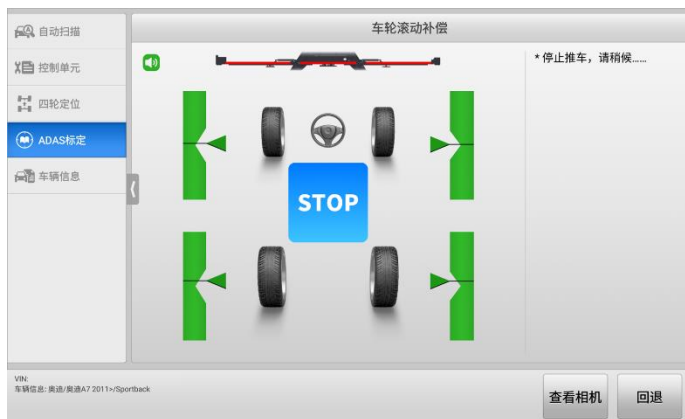 车轮滚动补偿
自动扫描
控制单元
四轮定位
ADAS标定
车辆信息
* 停止推车，请稍候......
STOP
VIN:
车辆信息: 奥迪/奥迪A7 2011>/Sportback
查看相机
回退